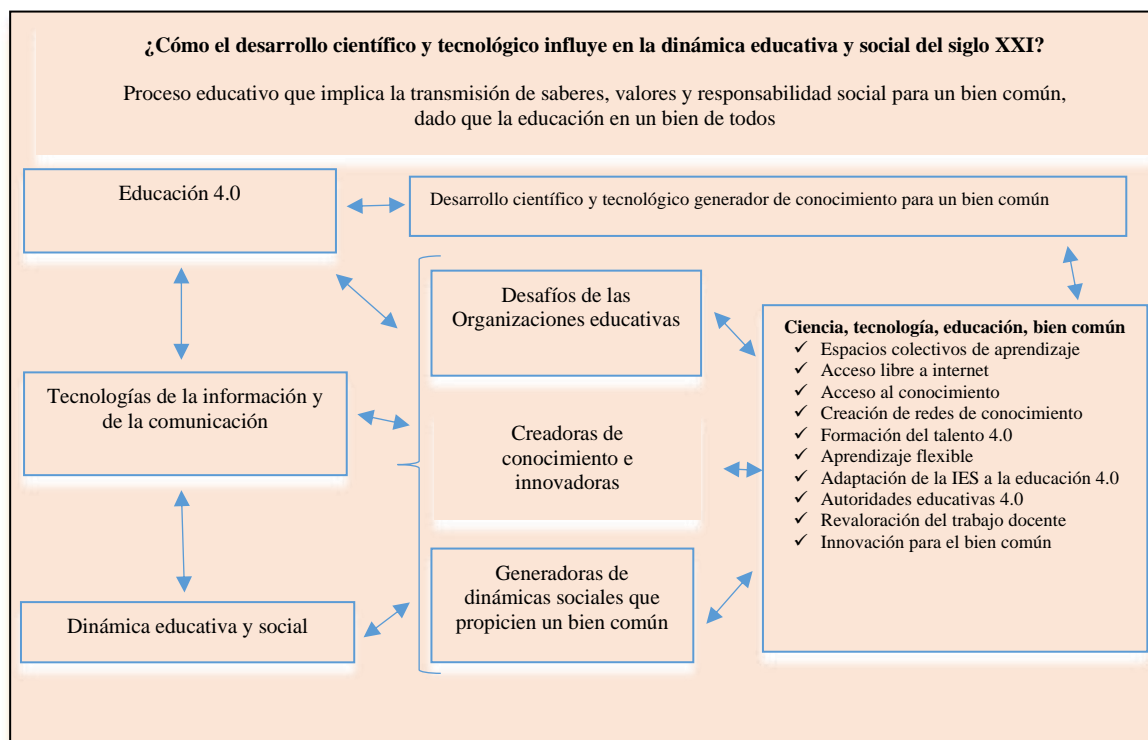 ¿Cómo el desarrollo científico y tecnológico influye en la dinámica educativa y social del siglo XXI?
Proceso educativo que implica la transmisión de saberes, valores y responsabilidad social para un bien común,
dado que la educación en un bien de todos
Educación 4.0
Desarrollo científico y tecnológico generador de conocimiento para un bien común
Desafíos de las
Organizaciones educativas
Tecnologías de la información y
de la comunicación
Creadoras de
conocimiento e
innovadoras
Dinámica educativa y social
Generadoras de
dinámicas sociales que
propicien un bien común
Ciencia, tecnología, educación, bien común
✓ Espacios colectivos de aprendizaje
✓ Acceso libre a internet
✓ Acceso al conocimiento
✓ Creación de redes de conocimiento
✓ Formación del talento 4.0
✓ Aprendizaje flexible
✓ Adaptación de la IES a la educación 4.0
✓ Autoridades educativas 4.0
✓ Revaloración del trabajo docente
✓ Innovación para el bien común